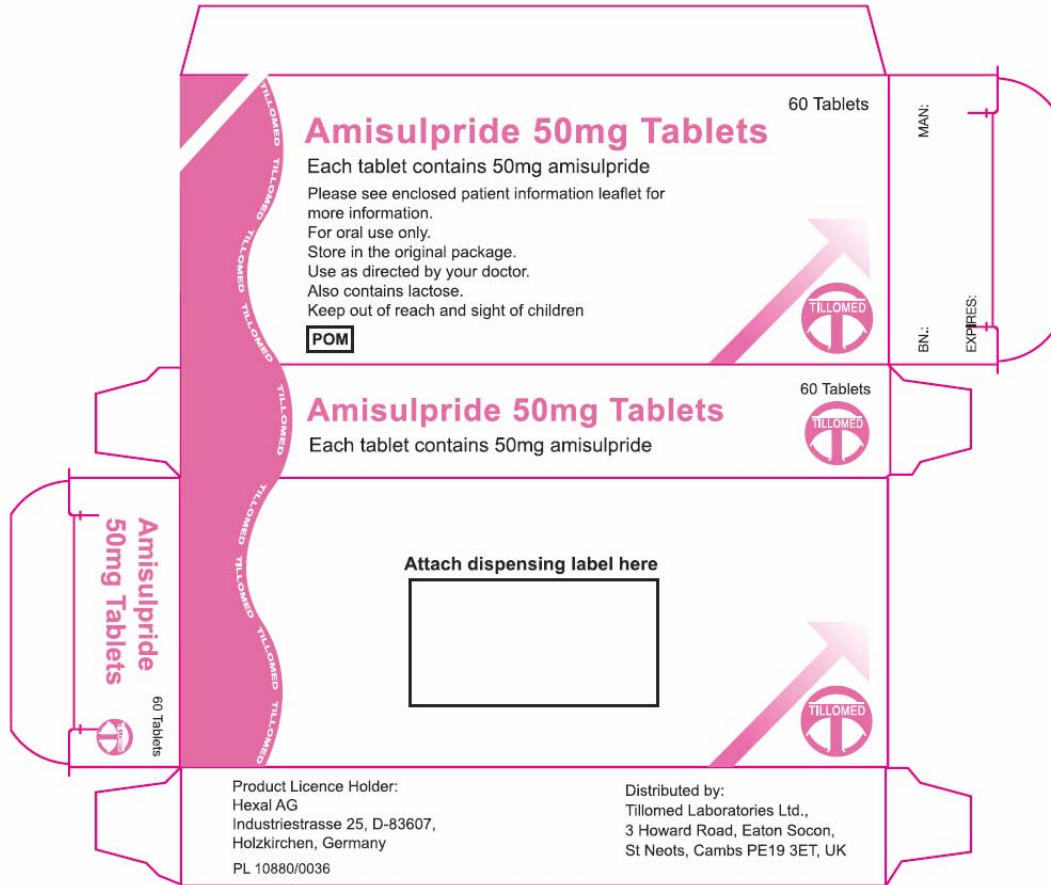 60 Tablets
Amisulpride 50mg Tablets
Each tablet contains 50mg amisulpride
Please see enclosed patient information leaflet for
more information.
For oral use only.
Store in the original package.
Use as directed by your doctor.
Also contains lactose.
Keep out of reach and sight of children
POM
TILLOMED
TILLOMED
TILLOMED
TILLOMED
TILLOMED
TILLOMED
MAN:
BN.:
EXPIRES:
60 Tablets
Amisulpride 50mg Tablets
Each tablet contains 50mg amisulpride
TILLOMED
TILLOMED
Attach dispensing label here
TILLOMED
TILLOMED
TILLOMED
TILLOMED
TILLOMED
TILLOMED
Amisulpride
50mg Tablets
60 Tablets
TILLOMED
Product Licence Holder:
Hexal AG
Industriestrasse 25, D-83607,
Holzkirchen, Germany
PL 10880/0036
Distributed by:
Tillomed Laboratories Ltd.,
3 Howard Road, Eaton Socon,
St Neots, Cambs PE19 3ET, UK